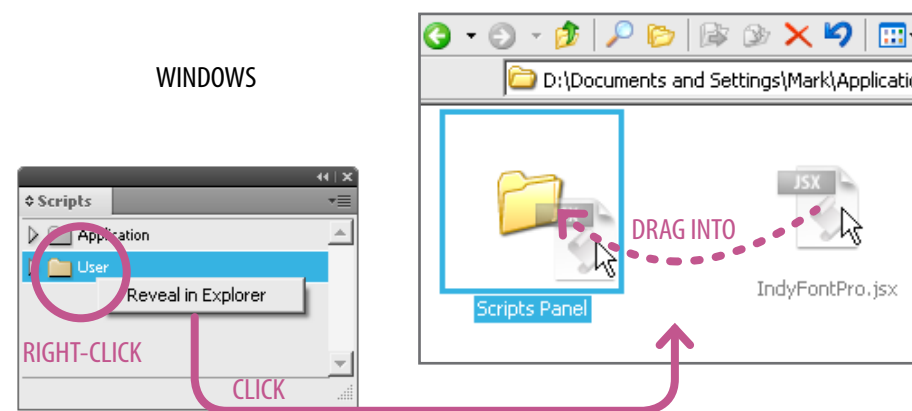 WINDOWS
Scripts
Application
User
Reveal in Explorer
RIGHT-CLICK
CLICK
D:\Documents and Settings\Mark\Applicatio
JSX
DRAG INTO
Scripts Panel
IndyFontPro.jsx